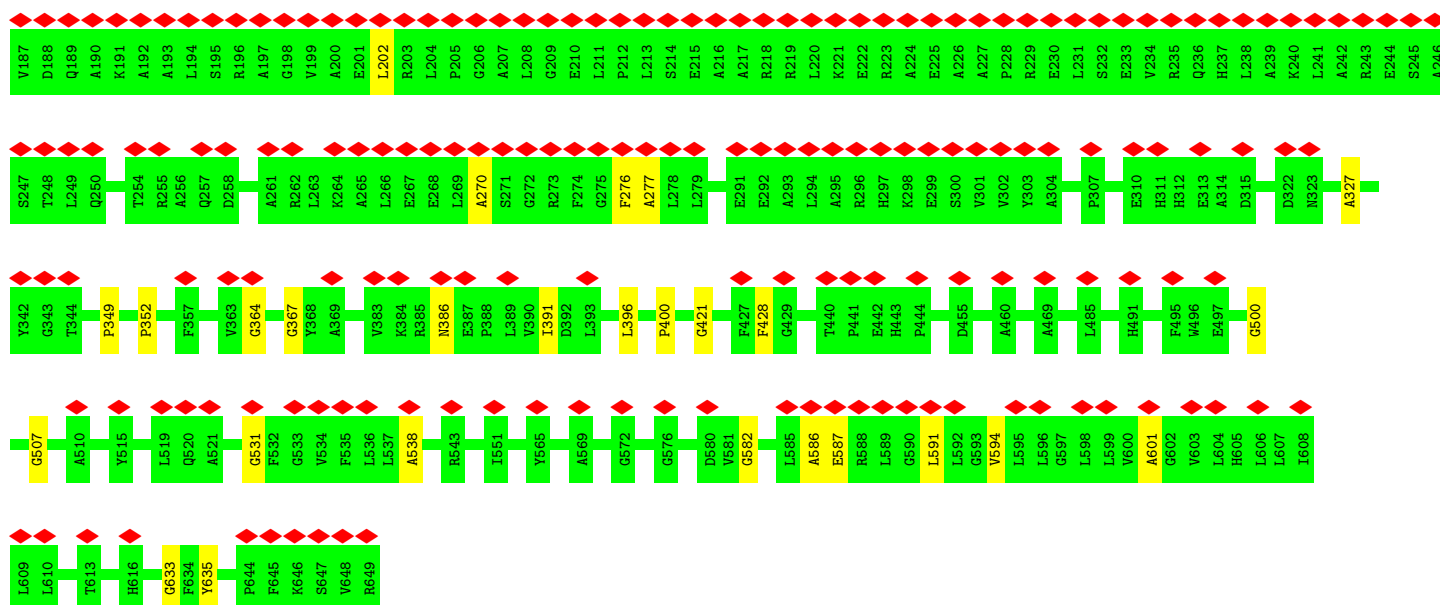 V187 D188 Q189 A190 K191 A192 A193 L194 S195 R196 A197 G198 V199 A200 E201 L202 R203 L204 P205 G206 A207 L208 G209 E210 L211 P212 L213 S214 E215 A216 A217 R218 R219 L220 K221 E222 R223 A224 E225 A226 A227 P228 R229 E230 L231 S232 E233 V234 R235 Q236 H237 L238 A239 K240 L241 A242 R243 E244 S245 A246
S247 T248 L249 Q250 T254 R255 A256 Q257 D258 A261 R262 L263 K264 A265 L266 E267 E268 L269 A270 S271 G272 R273 F274 G275 F276 A277 L278 L279 E291 E292 A293 L294 A295 R296 H297 K298 E299 S300 V301 V302 Y303 A304 P307 E310 H311 H312 E313 A314 D315 D322 N323 A327
Y342 G343 T344 P349 P352 F357 V363 G364 G367 Y368 A369 V383 K384 R385 N386 E387 P388 L389 V390 I391 D392 L393 L396 P400 G421 F427 F428 G429 T440 P441 E442 H443 P444 D455 A460 A469 L485 H491 F495 W496 E497 G500
G507 A510 Y515 L519 Q520 A521 G531 F532 G533 V534 F535 L536 L537 A538 R543 I551 Y565 A569 G572 G576 D580 V581 G582 L585 A586 E587 R588 L589 G590 L591 L592 G593 V594 L595 L596 G597 L598 L599 V600 A601 G602 V603 L604 H605 L606 L607 I608
L609 L610 T613 H616 G633 F634 Y635 P644 F645 K646 S647 V648 R649